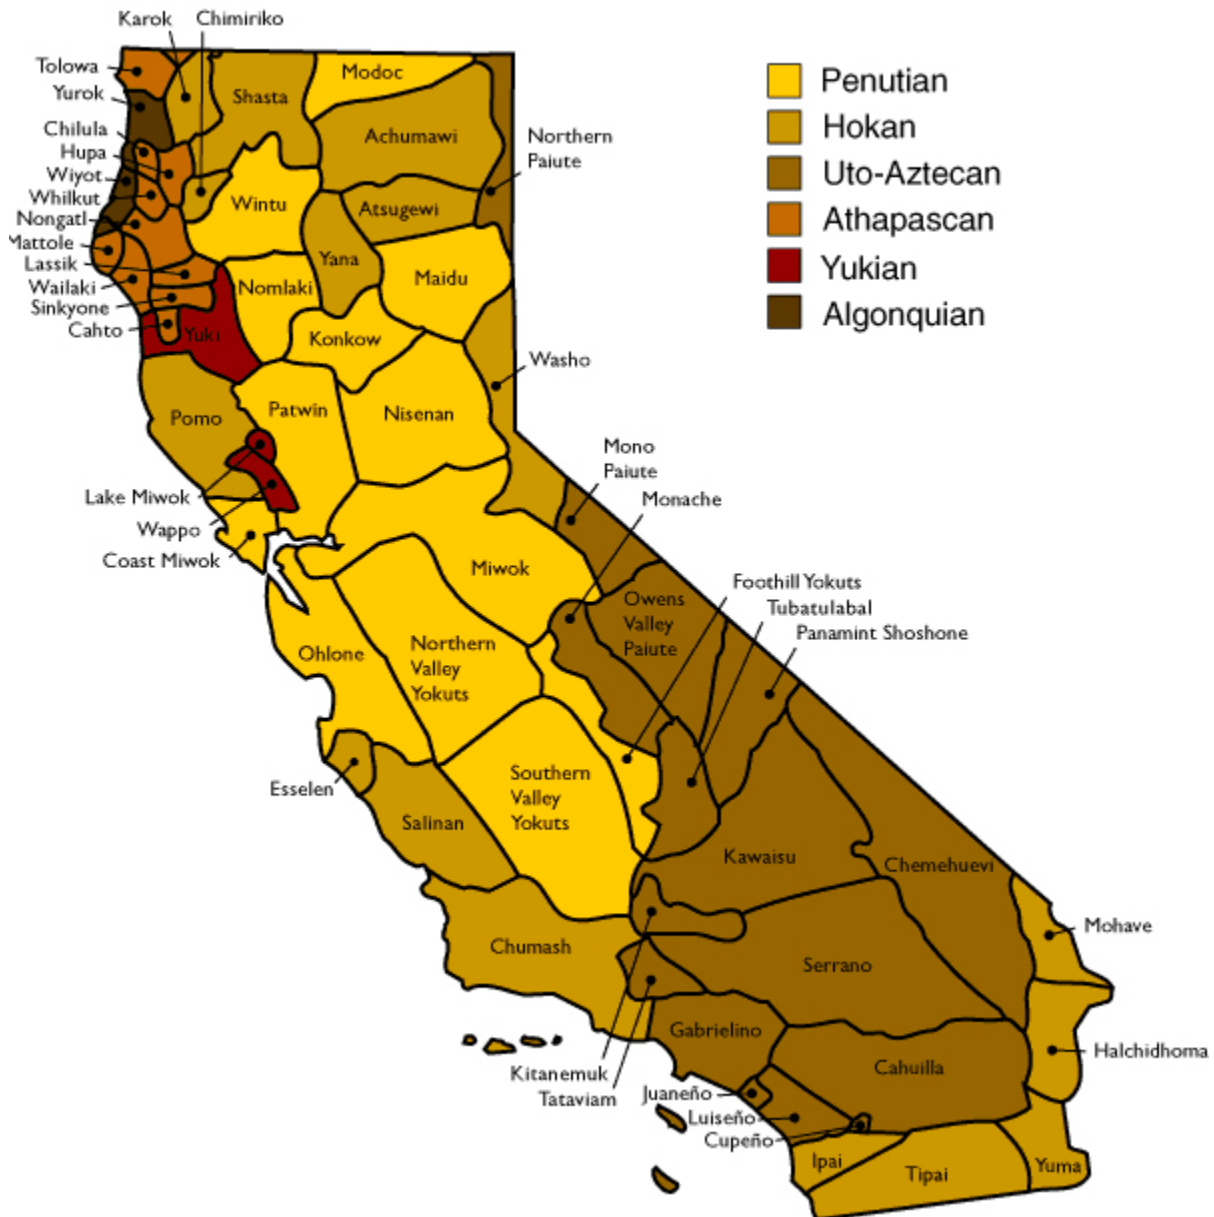 Karok
Chimiriko
Tolowa
Yurok
Chilula
Hupa
Wiyot
Whilkut
Nongatl
Mattole
Lassik
Wailaki
Sinkyone
Cahto
Shasta
Modoc
Achumawi
Northern
Paiute
Wintu
Atsugewi
Yana
Maidu
Nomlaki
Konkow
Yuki
Washo
Pomo
Patwin
Nisenan
Lake Miwok
Wappo
Coast Miwok
Mono
Paiute
Monache
Miwok
Foothill Yokuts
Tubatulabal
Panamint Shoshone
Owens
Valley
Paiute
Ohlone
Northern
Valley
Yokuts
Esselen
Salinan
Southern
Valley
Yokuts
Kawaisu
Chemehuevi
Chumash
Serrano
Mohave
Gabrielino
Cahuilla
Halchidhoma
Kitanemuk
Tataviam
Juaneño
Luiseño
Cupeño
Ipai
Tipai
Yuma
Penutian
Hokan
Uto-Aztecan
Athapascan
Yukian
Algonquian